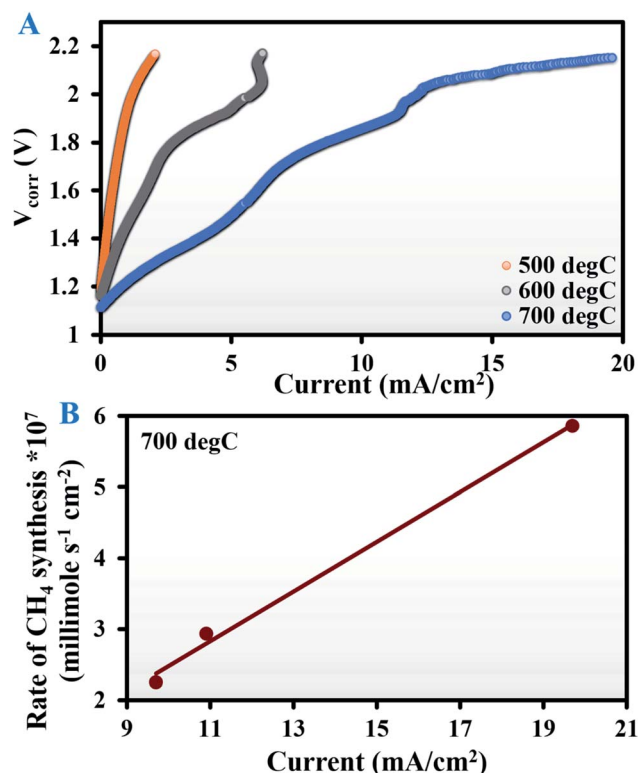 A
2.2
2
1.8
1.6
1.4
1.2
1
V_corr (V)
500 degC
600 degC
700 degC
0 5 10 15 20
Current (mA/cm²)
B
700 degC
6
5
4
3
2
Rate of CH₄ synthesis *10⁷
(millimole s⁻¹ cm⁻²)
9 11 13 15 17 19 21
Current (mA/cm²)